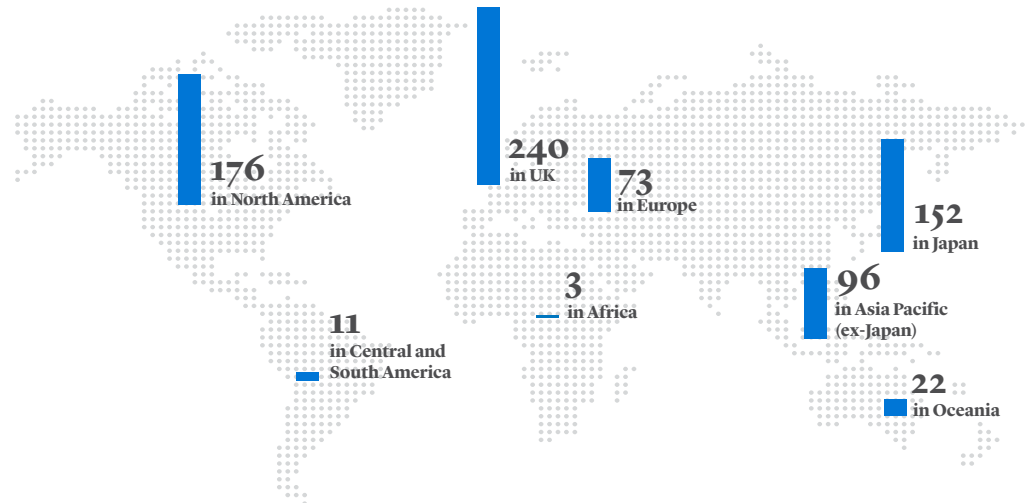 240
in UK
176
in North America
73
in Europe
152
in Japan
3
in Africa
96
in Asia Pacific
(ex-Japan)
11
in Central and
South America
22
in Oceania